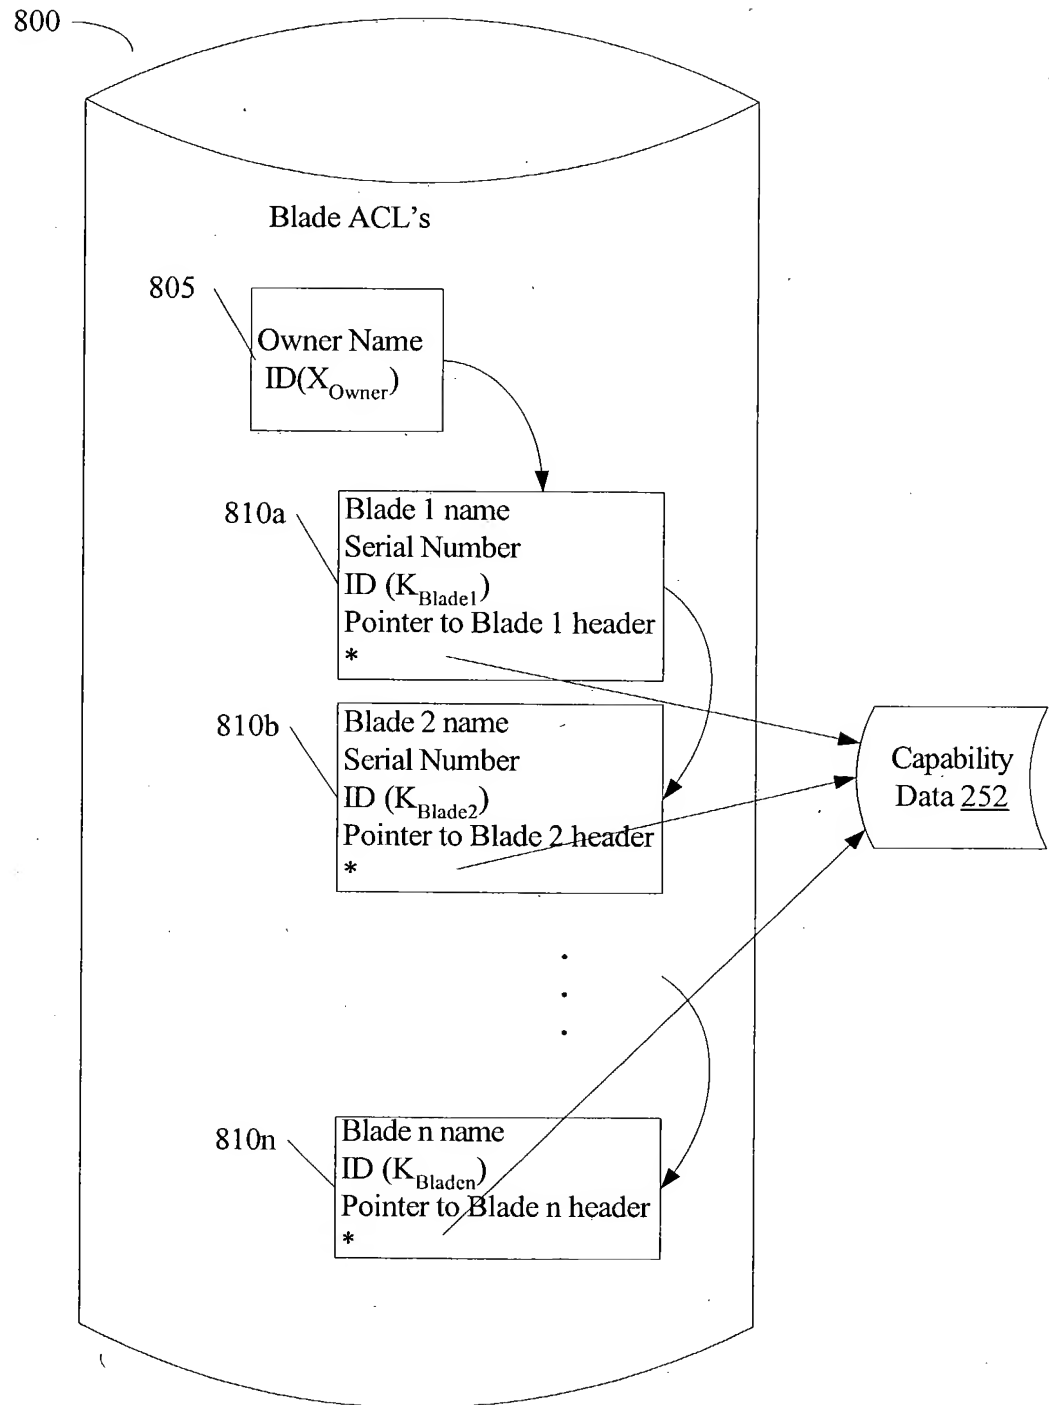 800
Blade ACL's
805
Owner Name
ID(X_Owner)
810a
Blade 1 name
Serial Number
ID (K_Blade1)
Pointer to Blade 1 header
*
810b
Blade 2 name
Serial Number
ID (K_Blade2)
Pointer to Blade 2 header
*
Capability
Data 252
810n
Blade n name
ID (K_Bladen)
Pointer to Blade n header
*